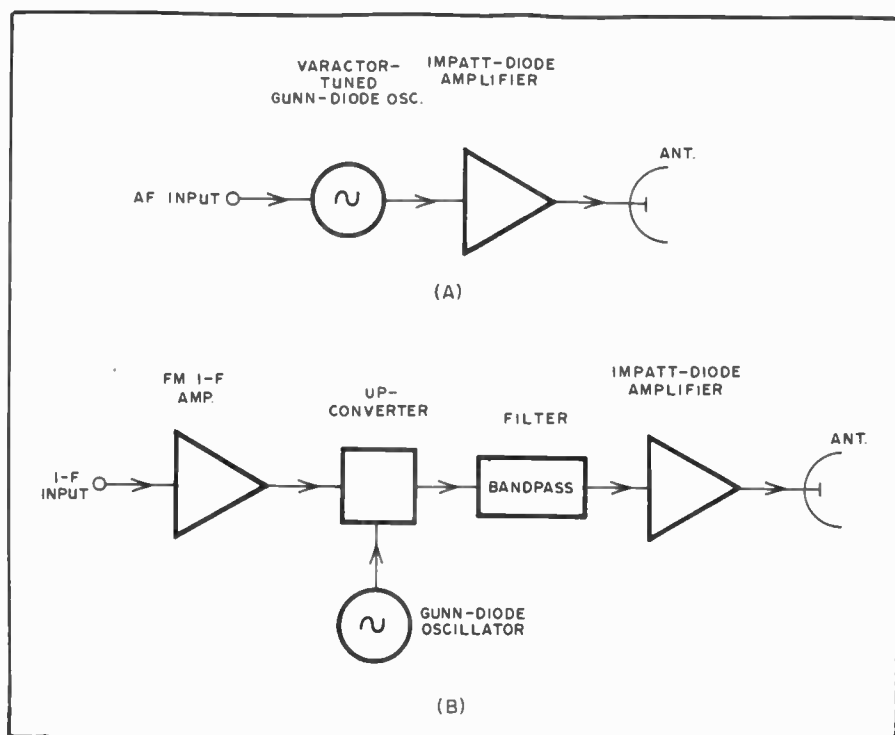 VARACTOR-
TUNED
GUNN-DIODE OSC.
IMPATT-DIODE
AMPLIFIER
ANT.
AF INPUT
(A)
FM I-F
AMP.
UP-
CONVERTER
FILTER
IMPATT-DIODE
AMPLIFIER
ANT.
I-F
INPUT
BANDPASS
GUNN-DIODE
OSCILLATOR
(B)